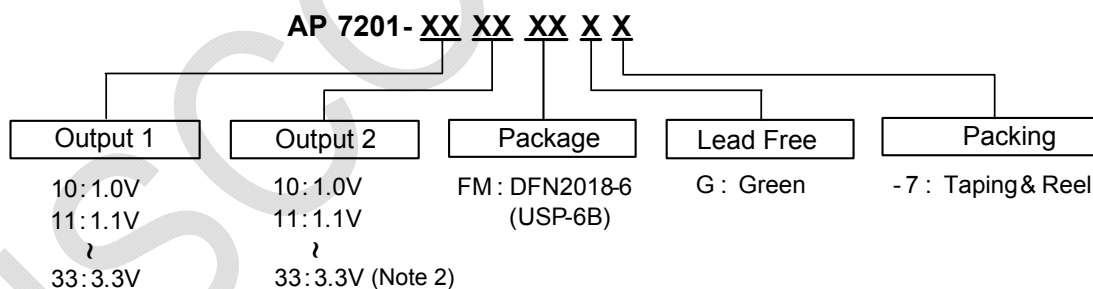 AP 7201- XX XX XX X X
Output 1 Output 2 Package Lead Free Packing
10:1.0V 10:1.0V FM : DFN2018-6 G : Green -7 : Taping & Reel
11:1.1V 11:1.1V (USP-6B)
~ ~
33:3.3V 33:3.3V (Note 2)